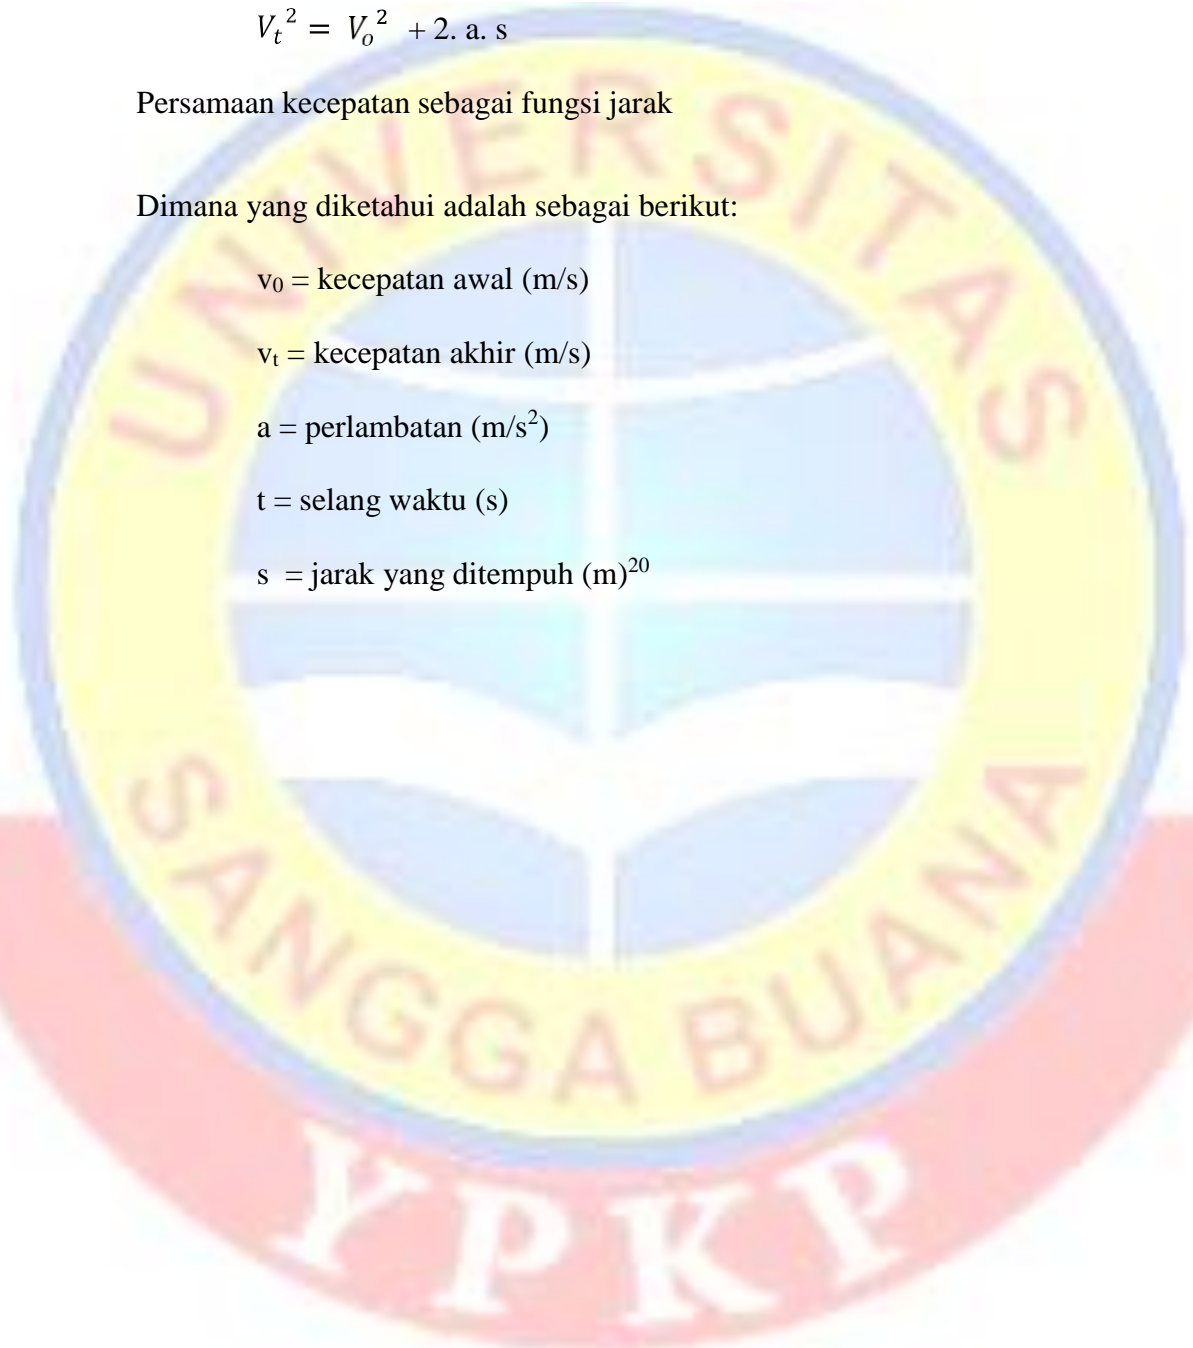 Vₜ² = Vₒ² + 2. a. s
Persamaan kecepatan sebagai fungsi jarak
Dimana yang diketahui adalah sebagai berikut:
v₀ = kecepatan awal (m/s)
vₜ = kecepatan akhir (m/s)
a = perlambatan (m/s²)
t = selang waktu (s)
s = jarak yang ditempuh (m)²⁰
UNIVERSITAS
SANGGA BUANA
YPKP